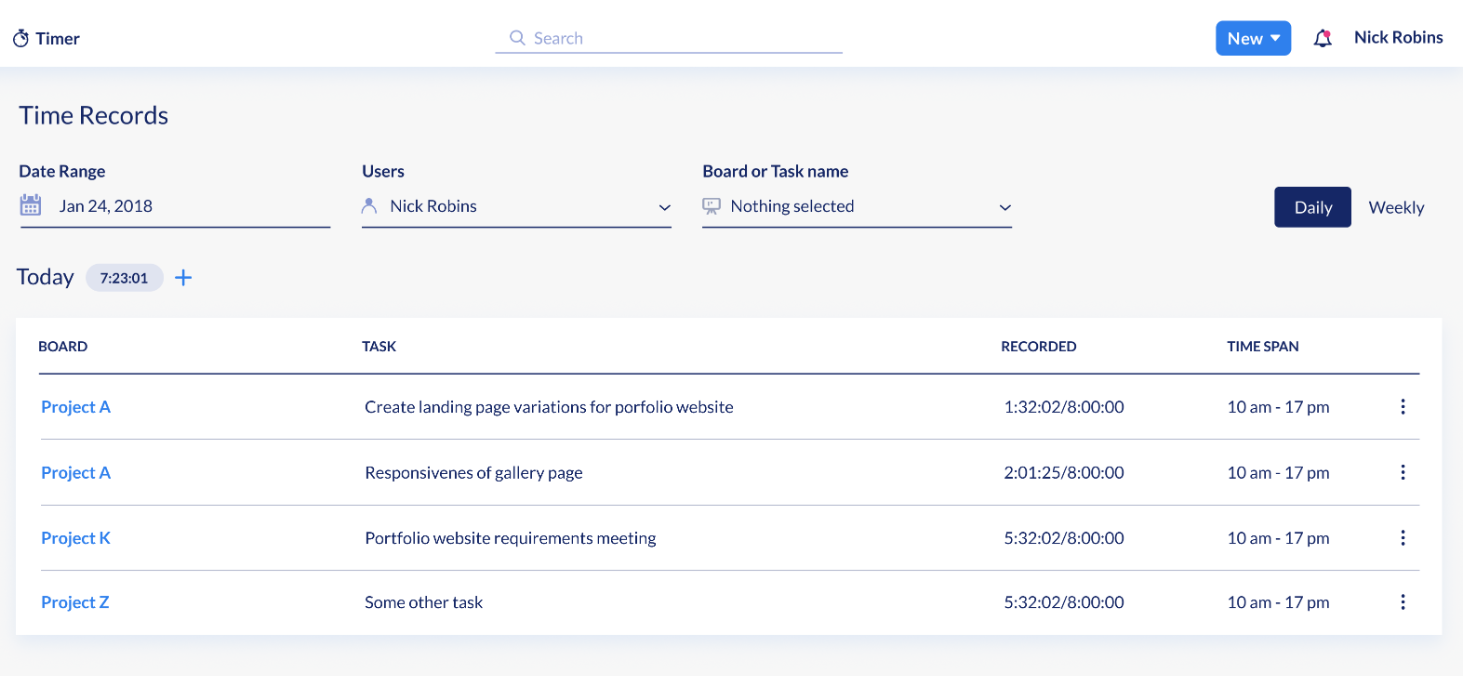 Timer Search New Nick Robins
Time Records
Date Range Users Board or Task name
Jan 24, 2018 Nick Robins Nothing selected Daily Weekly
Today 7:23:01 +
BOARD TASK RECORDED TIME SPAN
Project A Create landing page variations for porfolio website 1:32:02/8:00:00 10 am - 17 pm
Project A Responsivenes of gallery page 2:01:25/8:00:00 10 am - 17 pm
Project K Portfolio website requirements meeting 5:32:02/8:00:00 10 am - 17 pm
Project Z Some other task 5:32:02/8:00:00 10 am - 17 pm